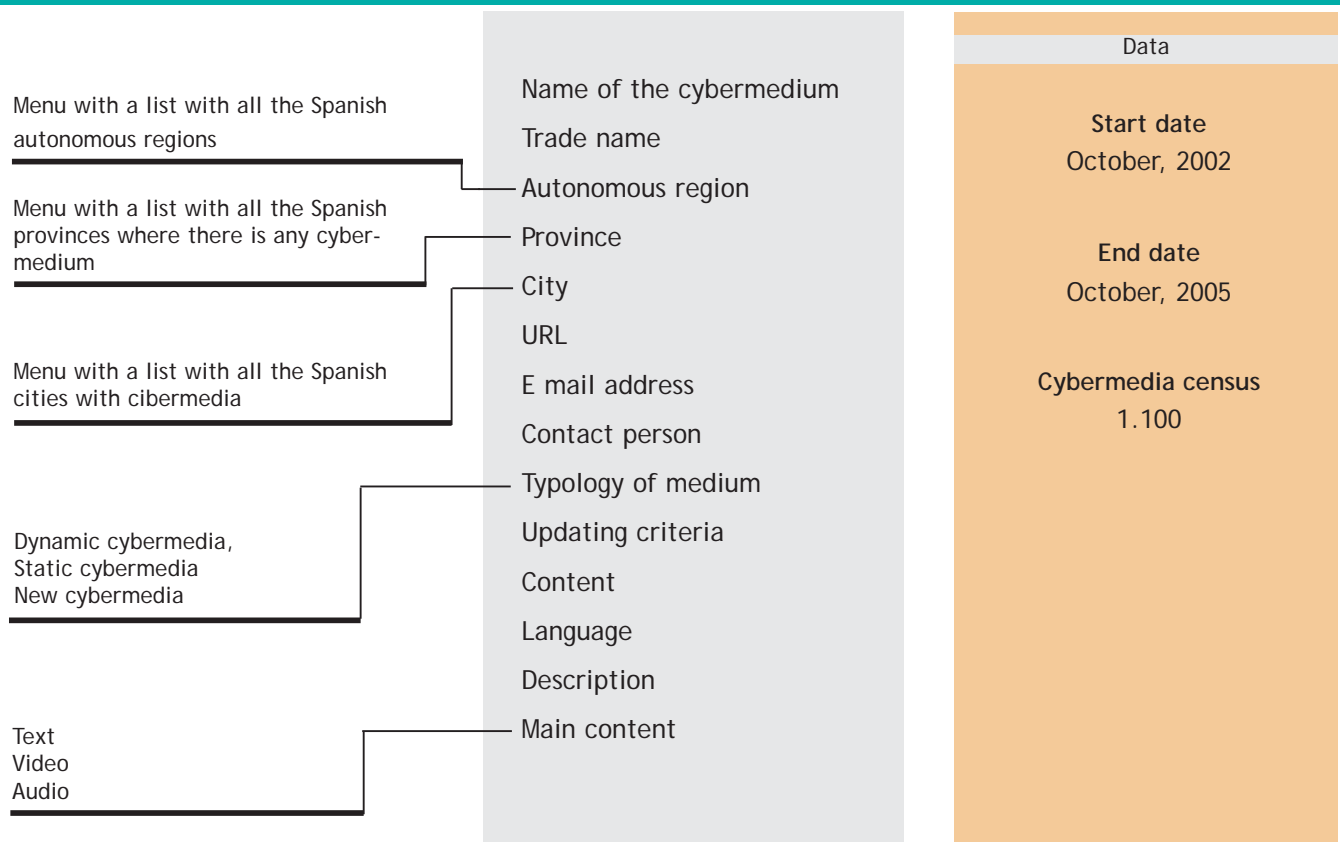 Menu with a list with all the Spanish
autonomous regions
Menu with a list with all the Spanish
provinces where there is any cyber-
medium
Menu with a list with all the Spanish
cities with cibermedia
Dynamic cybermedia,
Static cybermedia
New cybermedia
Text
Video
Audio
Name of the cybermedium
Trade name
Autonomous region
Province
City
URL
E mail address
Contact person
Typology of medium
Updating criteria
Content
Language
Description
Main content
Data
Start date
October, 2002
End date
October, 2005
Cybermedia census
1.100